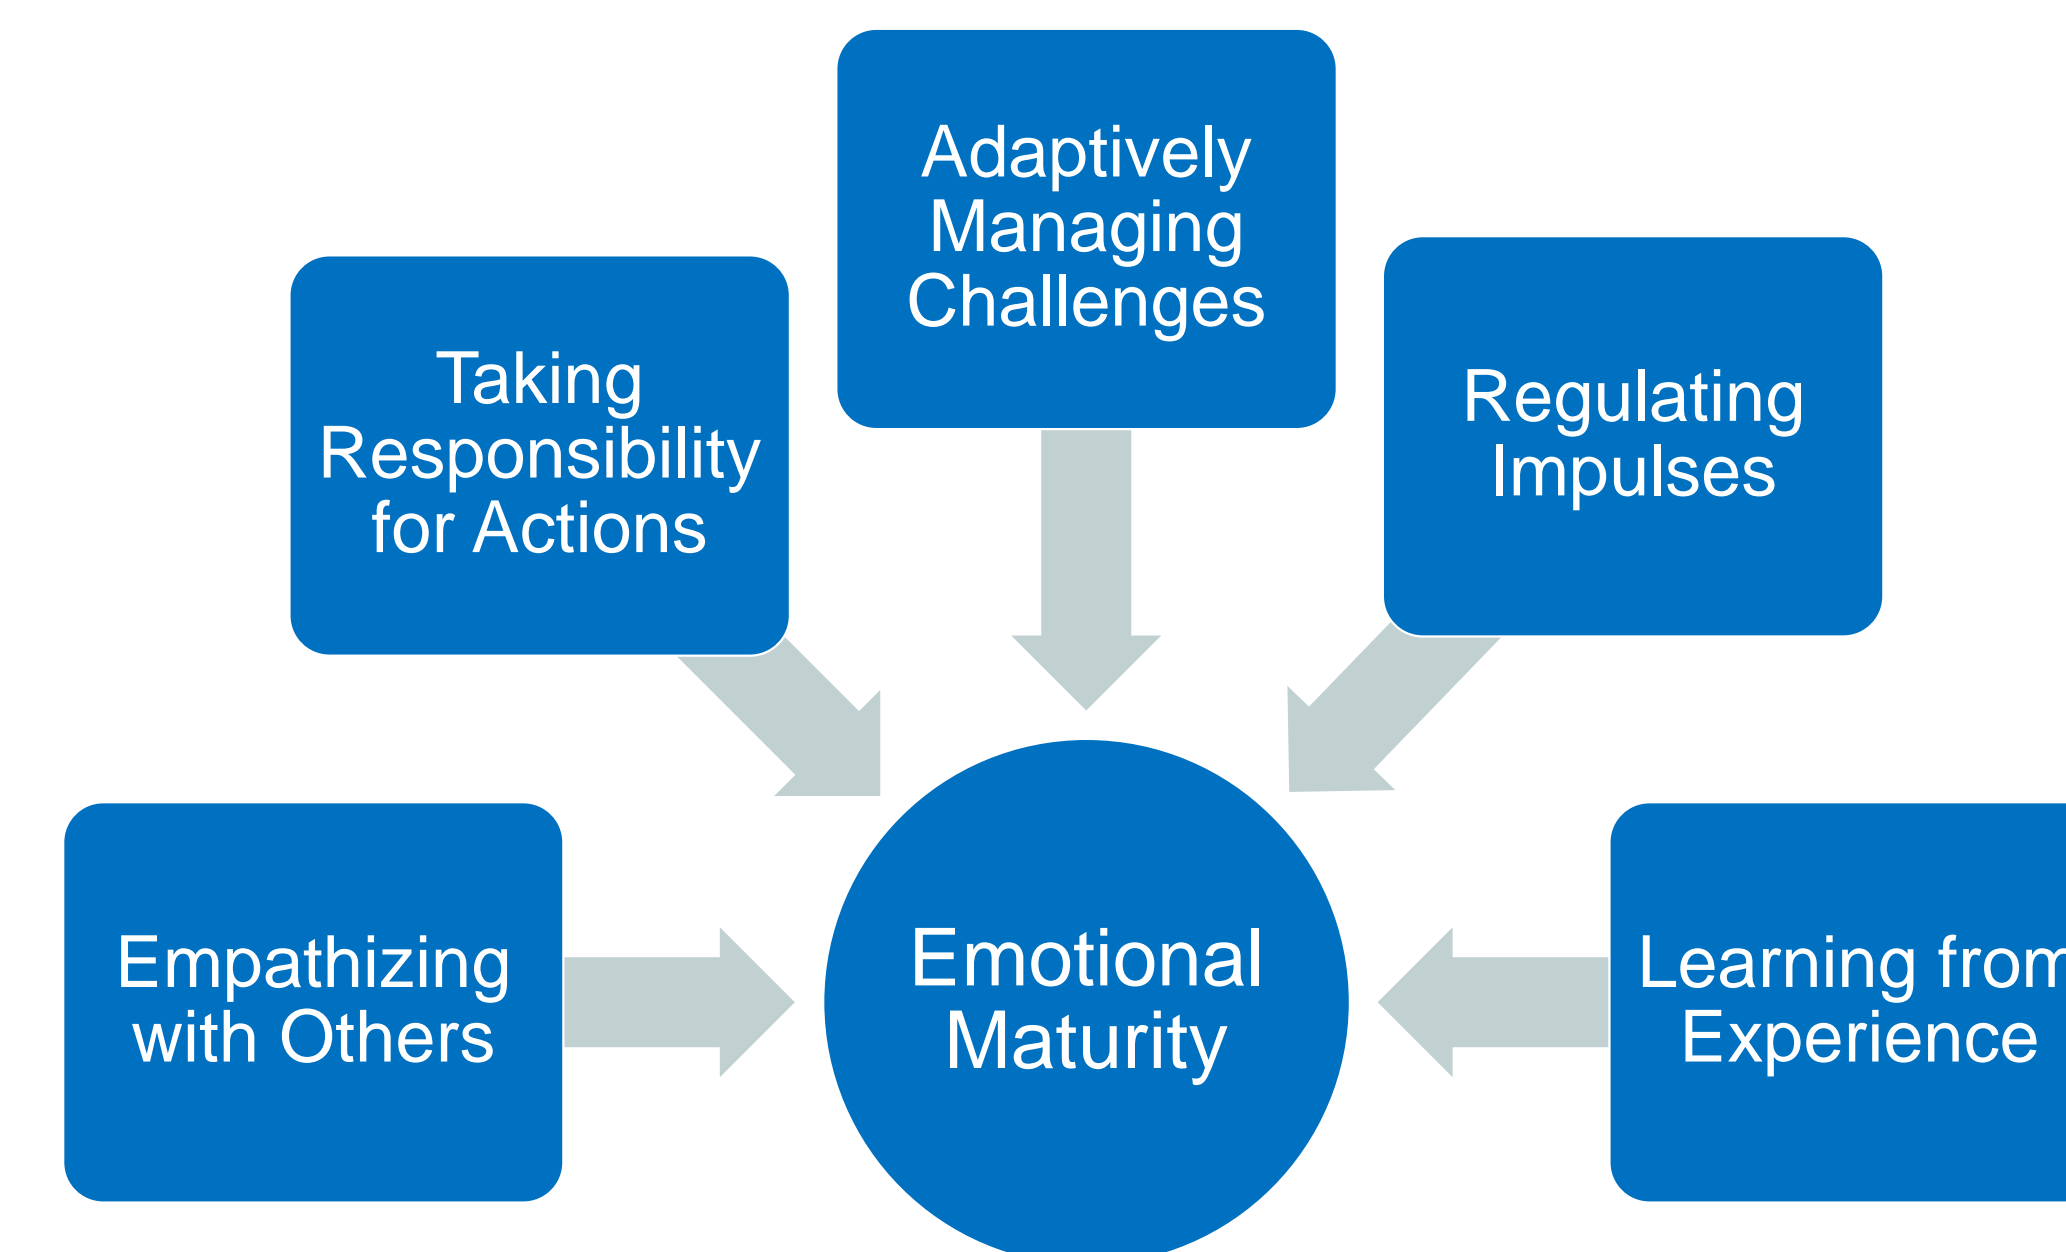 Adaptively
Managing
Challenges
Taking
Responsibility
for Actions
Regulating
Impulses
Empathizing
with Others
Emotional
Maturity
Learning from
Experience